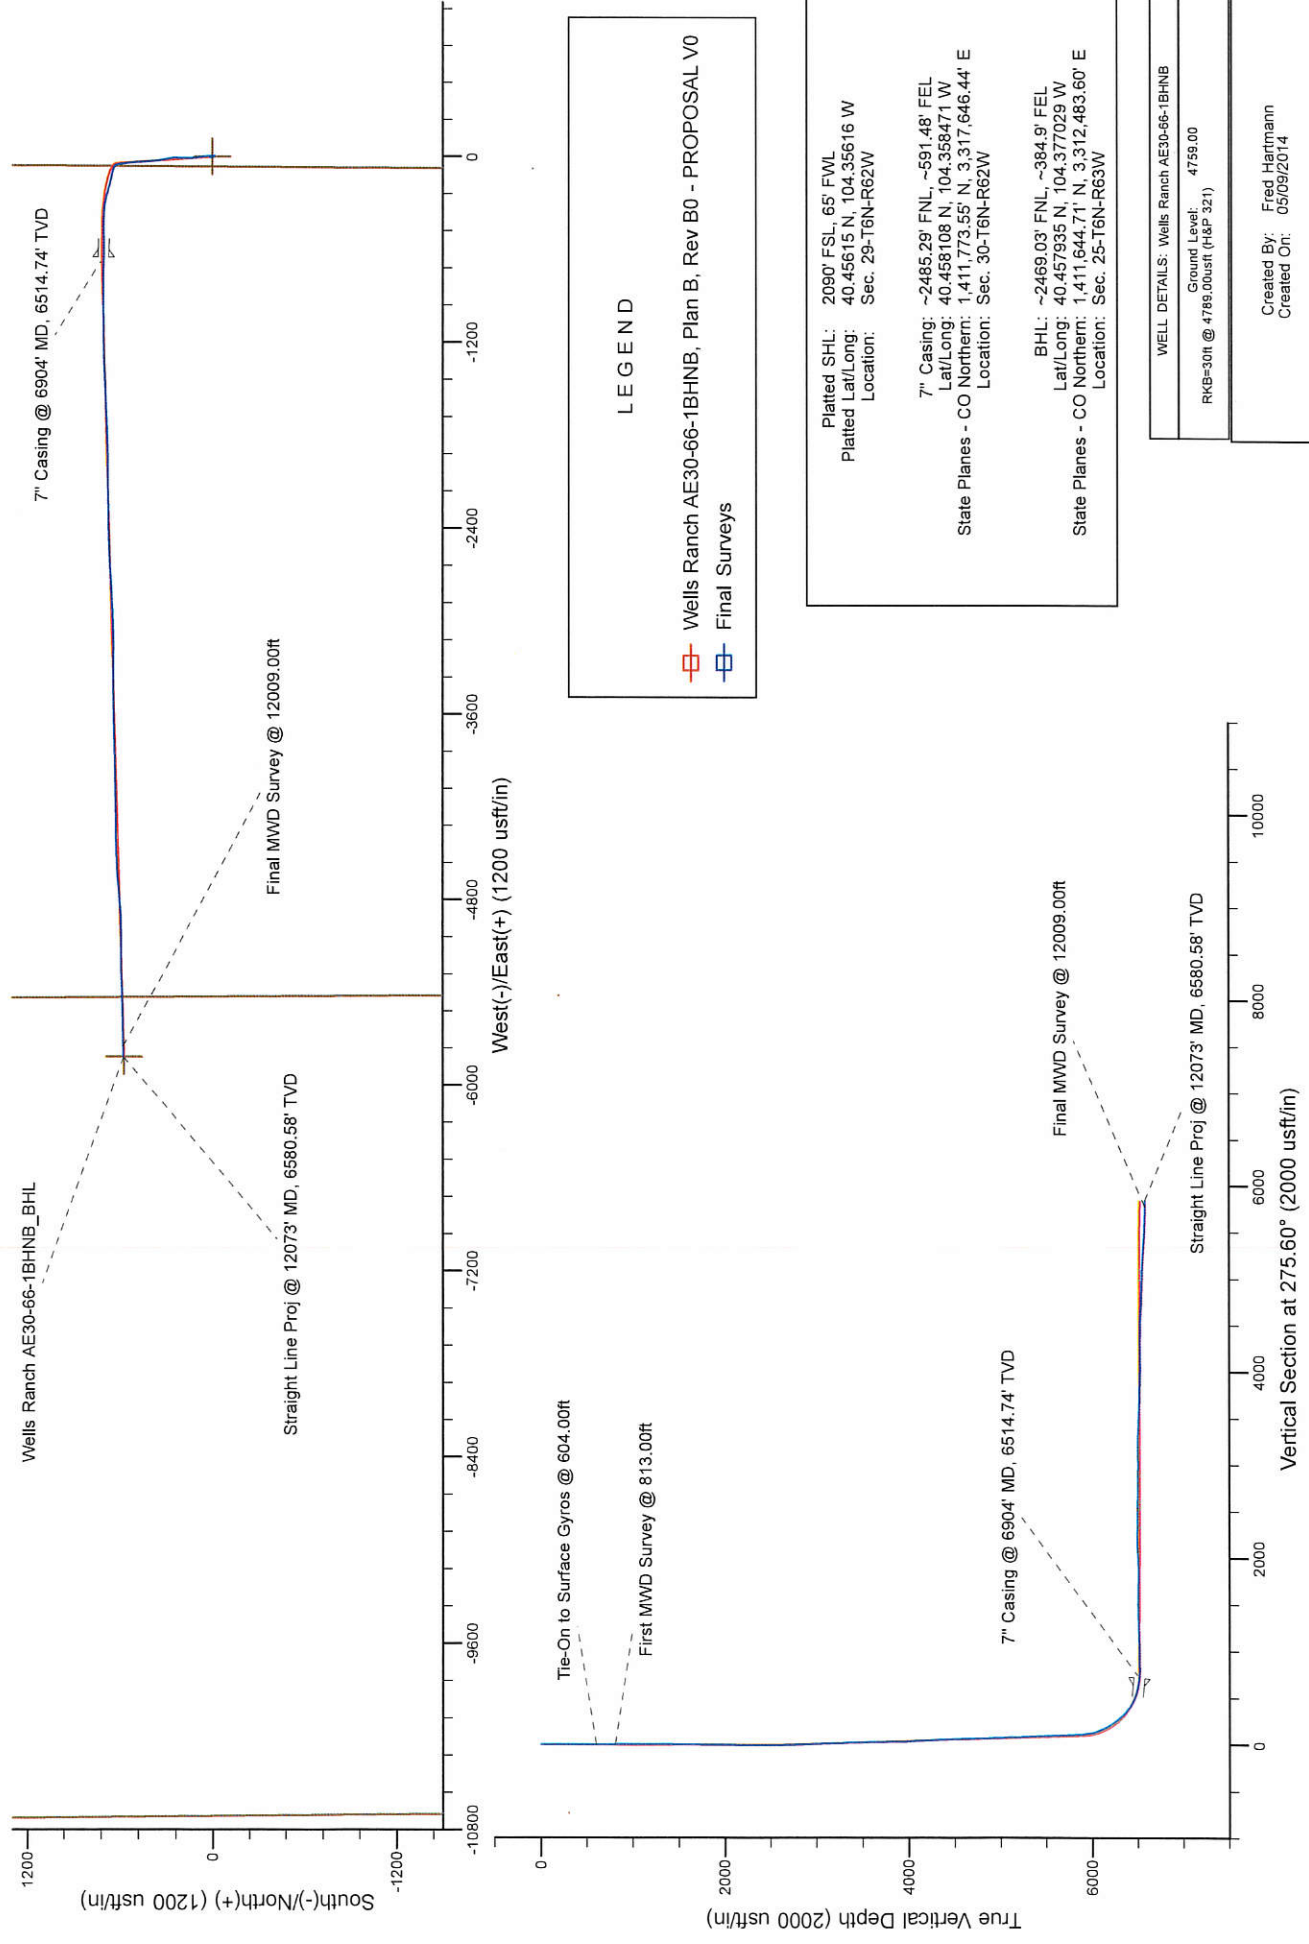 Wells Ranch AE30-66-1BHNB_BHL
7" Casing @ 6904' MD, 6514.74' TVD
Final MWD Survey @ 12009.00ft
Straight Line Proj @ 12073' MD, 6580.58' TVD
South(-)/North(+) (1200 usft/in)
1200
0
-1200
-10800
-9600
-8400
-7200
-6000
-4800
-3600
-2400
-1200
0
West(-)/East(+) (1200 usft/in)
Tie-On to Surface Gyros @ 604.00ft
First MWD Survey @ 813.00ft
7" Casing @ 6904' MD, 6514.74' TVD
Final MWD Survey @ 12009.00ft
Straight Line Proj @ 12073' MD, 6580.58' TVD
True Vertical Depth (2000 usft/in)
0
2000
4000
6000
0
2000
4000
6000
8000
10000
Vertical Section at 275.60° (2000 usft/in)
LEGEND
Wells Ranch AE30-66-1BHNB, Plan B, Rev B0 - PROPOSAL V0
Final Surveys
Platted SHL: 2090' FSL, 65' FWL
Platted Lat/Long: 40.45615 N, 104.35616 W
Location: Sec. 29-T6N-R62W
7" Casing: ~2485.29' FNL, ~591.48' FEL
Lat/Long: 40.458108 N, 104.358471 W
State Planes - CO Northern: 1,411,773.55' N, 3,317,646.44' E
Location: Sec. 30-T6N-R62W
BHL: ~2469.03' FNL, ~384.9' FEL
Lat/Long: 40.457935 N, 104.377029 W
State Planes - CO Northern: 1,411,644.71' N, 3,312,483.60' E
Location: Sec. 25-T6N-R63W
WELL DETAILS: Wells Ranch AE30-66-1BHNB
Ground Level: 4759.00
RKB=30ft @ 4789.00usft (H&P 321)
Created By: Fred Hartmann
Created On: 05/09/2014